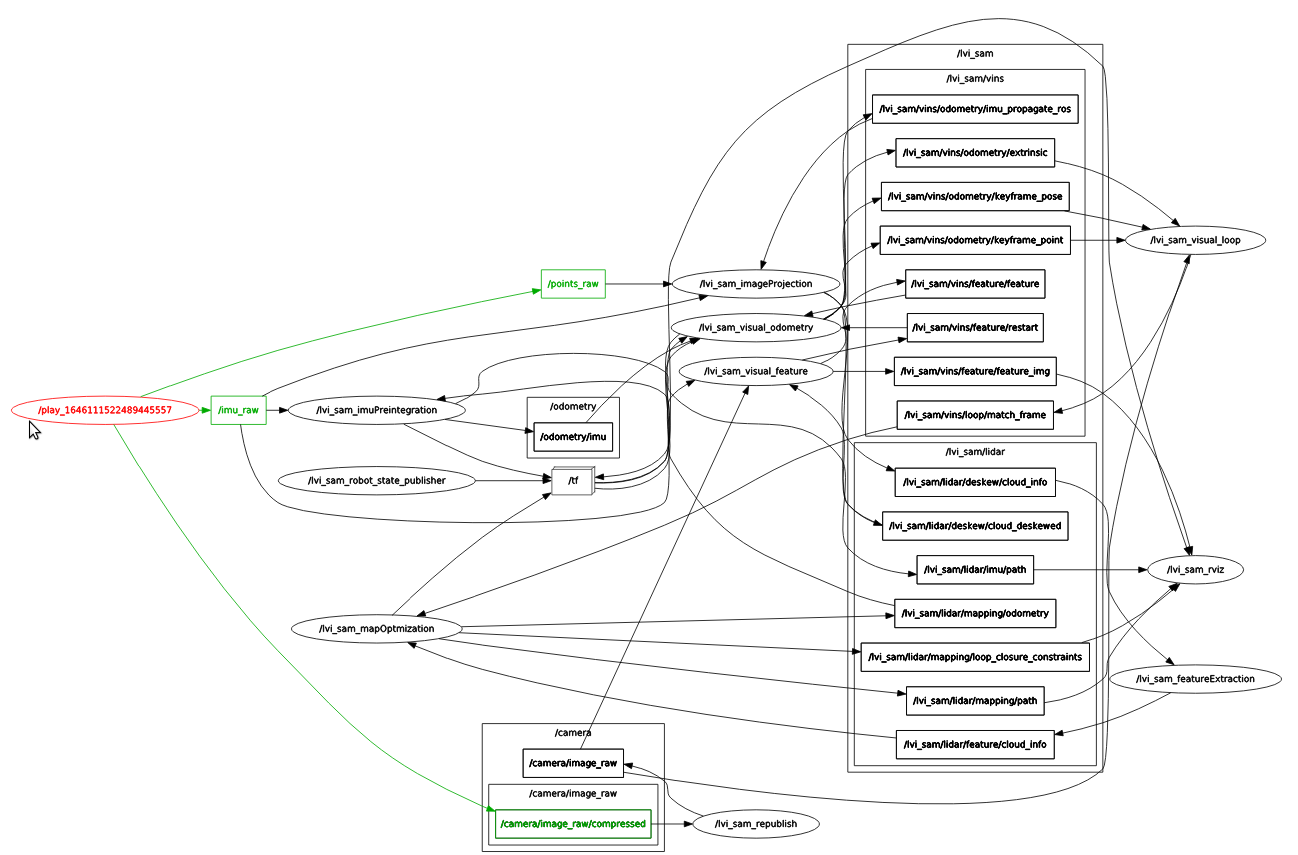 /lvi_sam
/lvi_sam/vins
/lvi_sam/vins/odometry/imu_propagate_ros
/lvi_sam/vins/odometry/extrinsic
/lvi_sam/vins/odometry/keyframe_pose
/lvi_sam/vins/odometry/keyframe_point
/lvi_sam_visual_loop
/points_raw
/lvi_sam_imageProjection
/lvi_sam/vins/feature/feature
/lvi_sam_visual_odometry
/lvi_sam/vins/feature/restart
/lvi_sam_visual_feature
/lvi_sam/vins/feature/feature_img
/play_1646111522489445557
/imu_raw
/lvi_sam_imuPreintegration
/odometry
/odometry/imu
/lvi_sam/vins/loop/match_frame
/lvi_sam/lidar
/lvi_sam_robot_state_publisher
/tf
/lvi_sam/lidar/deskew/cloud_info
/lvi_sam/lidar/deskew/cloud_deskewed
/lvi_sam/lidar/imu/path
/lvi_sam_rviz
/lvi_sam/lidar/mapping/odometry
/lvi_sam_mapOptmization
/lvi_sam/lidar/mapping/loop_closure_constraints
/lvi_sam_featureExtraction
/lvi_sam/lidar/mapping/path
/lvi_sam/lidar/feature/cloud_info
/camera
/camera/image_raw
/camera/image_raw
/camera/image_raw/compressed
/lvi_sam_republish